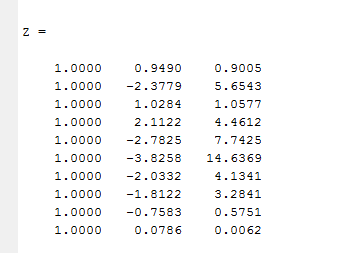 Z =
1.0000 0.9490 0.9005
1.0000 -2.3779 5.6543
1.0000 1.0284 1.0577
1.0000 2.1122 4.4612
1.0000 -2.7825 7.7425
1.0000 -3.8258 14.6369
1.0000 -2.0332 4.1341
1.0000 -1.8122 3.2841
1.0000 -0.7583 0.5751
1.0000 0.0786 0.0062